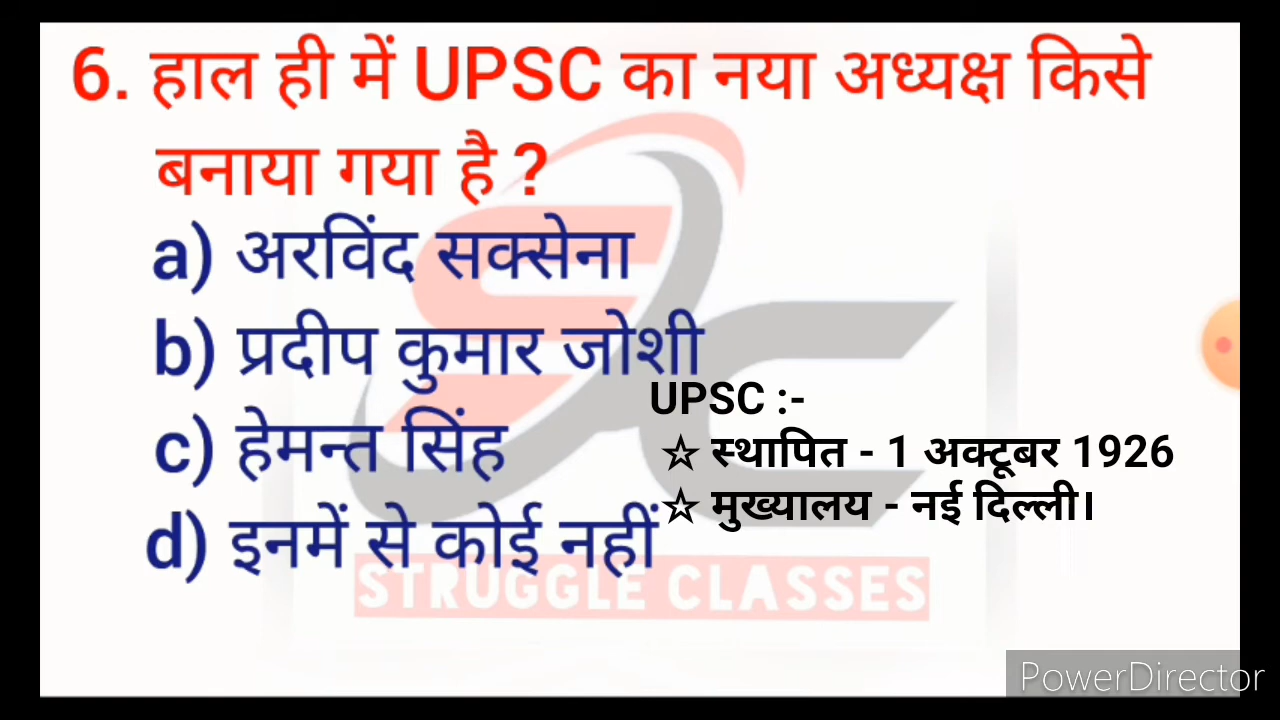 6. हाल ही में UPSC का नया अध्यक्ष किसे
बनाया गया है ?
a) अरविंद सक्सेना
b) प्रदीप कुमार जोशी
c) हेमन्त सिंह
d) इनमें से कोई नहीं
UPSC :-
☆ स्थापित - 1 अक्टूबर 1926
☆ मुख्यालय - नई दिल्ली।
STRUGGLE CLASSES
PowerDirector